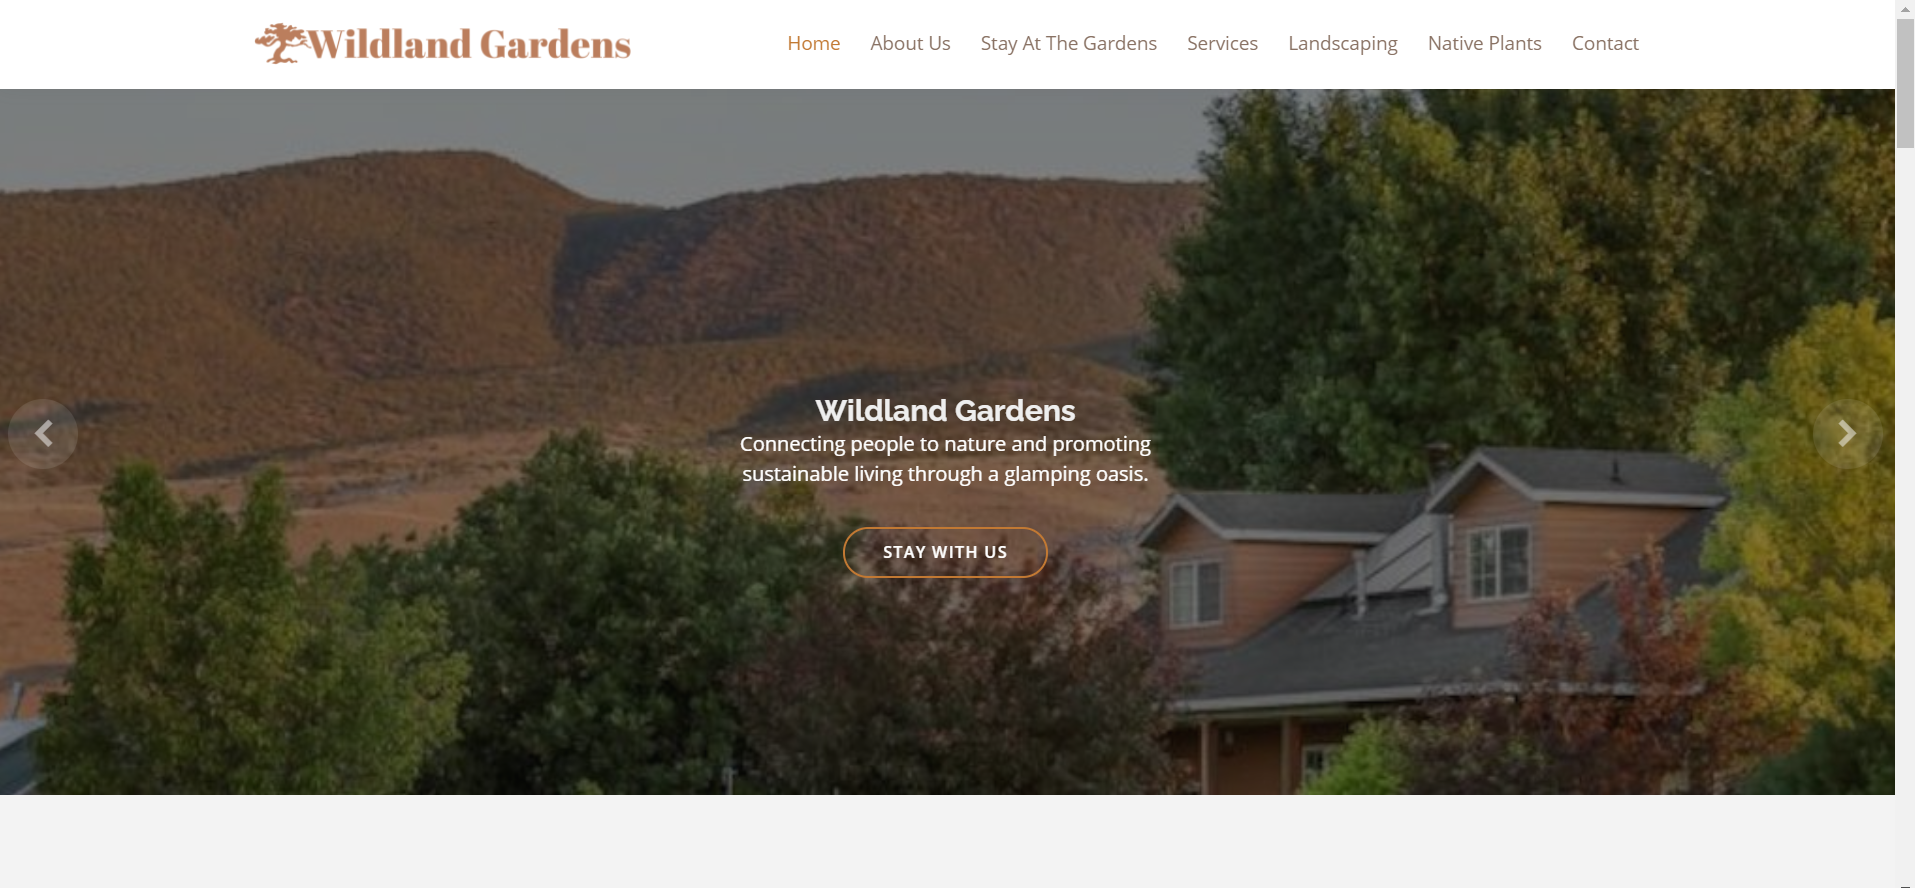 Wildland Gardens
Home About Us Stay At The Gardens Services Landscaping Native Plants Contact
Wildland Gardens
Connecting people to nature and promoting
sustainable living through a glamping oasis.
STAY WITH US